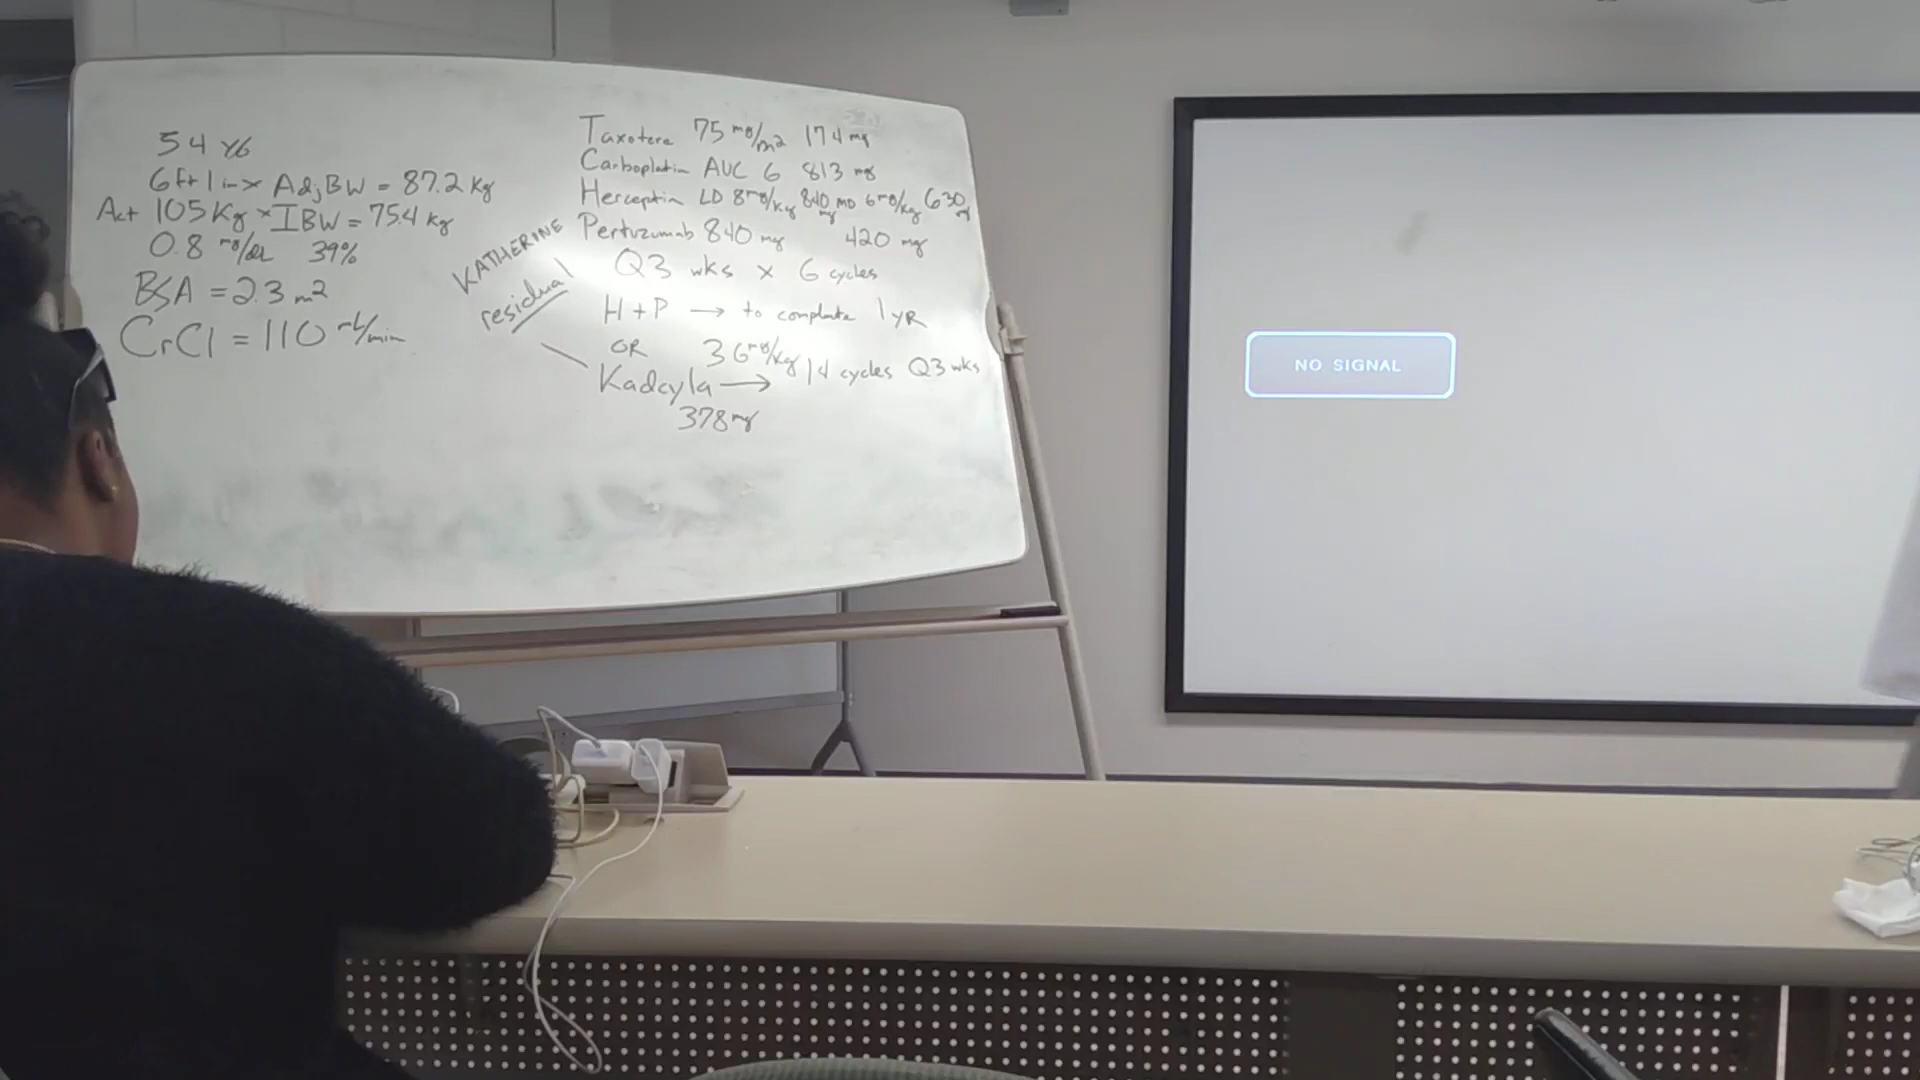 54 yo
6ft 1 in x AdjBW = 87.2 kg
Act 105 Kg x IBW = 75.4 kg
0.8 mg/dL 39%
BSA = 2.3 m2
CrCl = 110 mL/min
Taxotere 75 mg/m2 174 mg
Carboplatin AUC 6 813 mg
Herceptin LD 8 mg/kg 840 mg MD 6 mg/kg 630 mg
Pertuzumab 840 mg 420 mg
Q3 wks x 6 cycles
KATHERINE
residual
H + P → to complete 1 yR
OR
3.6 mg/kg
Kadcyla → 14 cycles Q3 wks
378 mg
NO SIGNAL